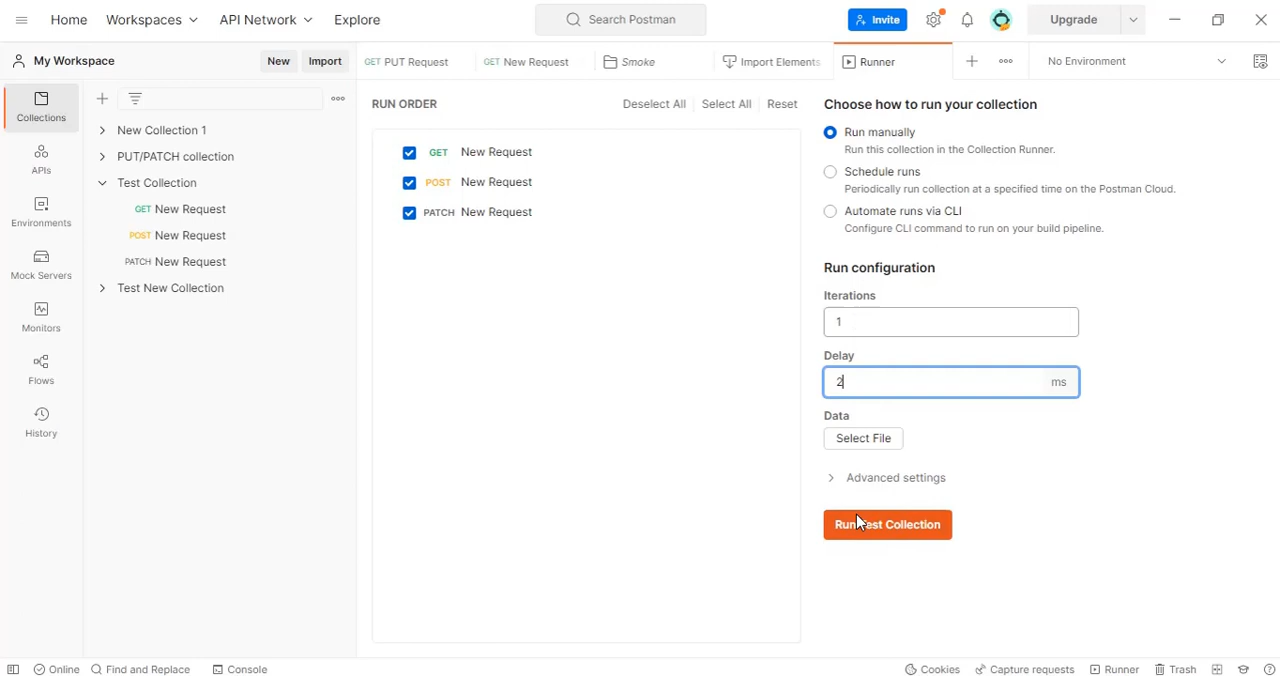 Home Workspaces API Network Explore Search Postman Invite Upgrade
My Workspace New Import GET PUT Request GET New Request Smoke Import Elements Runner No Environment
Collections
APIs
Environments
Mock Servers
Monitors
Flows
History
New Collection 1
PUT/PATCH collection
Test Collection
GET New Request
POST New Request
PATCH New Request
Test New Collection
RUN ORDER Deselect All Select All Reset
GET New Request
POST New Request
PATCH New Request
Choose how to run your collection
Run manually
Run this collection in the Collection Runner.
Schedule runs
Periodically run collection at a specified time on the Postman Cloud.
Automate runs via CLI
Configure CLI command to run on your build pipeline.
Run configuration
Iterations
1
Delay
2 ms
Data
Select File
Advanced settings
Run Test Collection
Online Find and Replace Console Cookies Capture requests Runner Trash